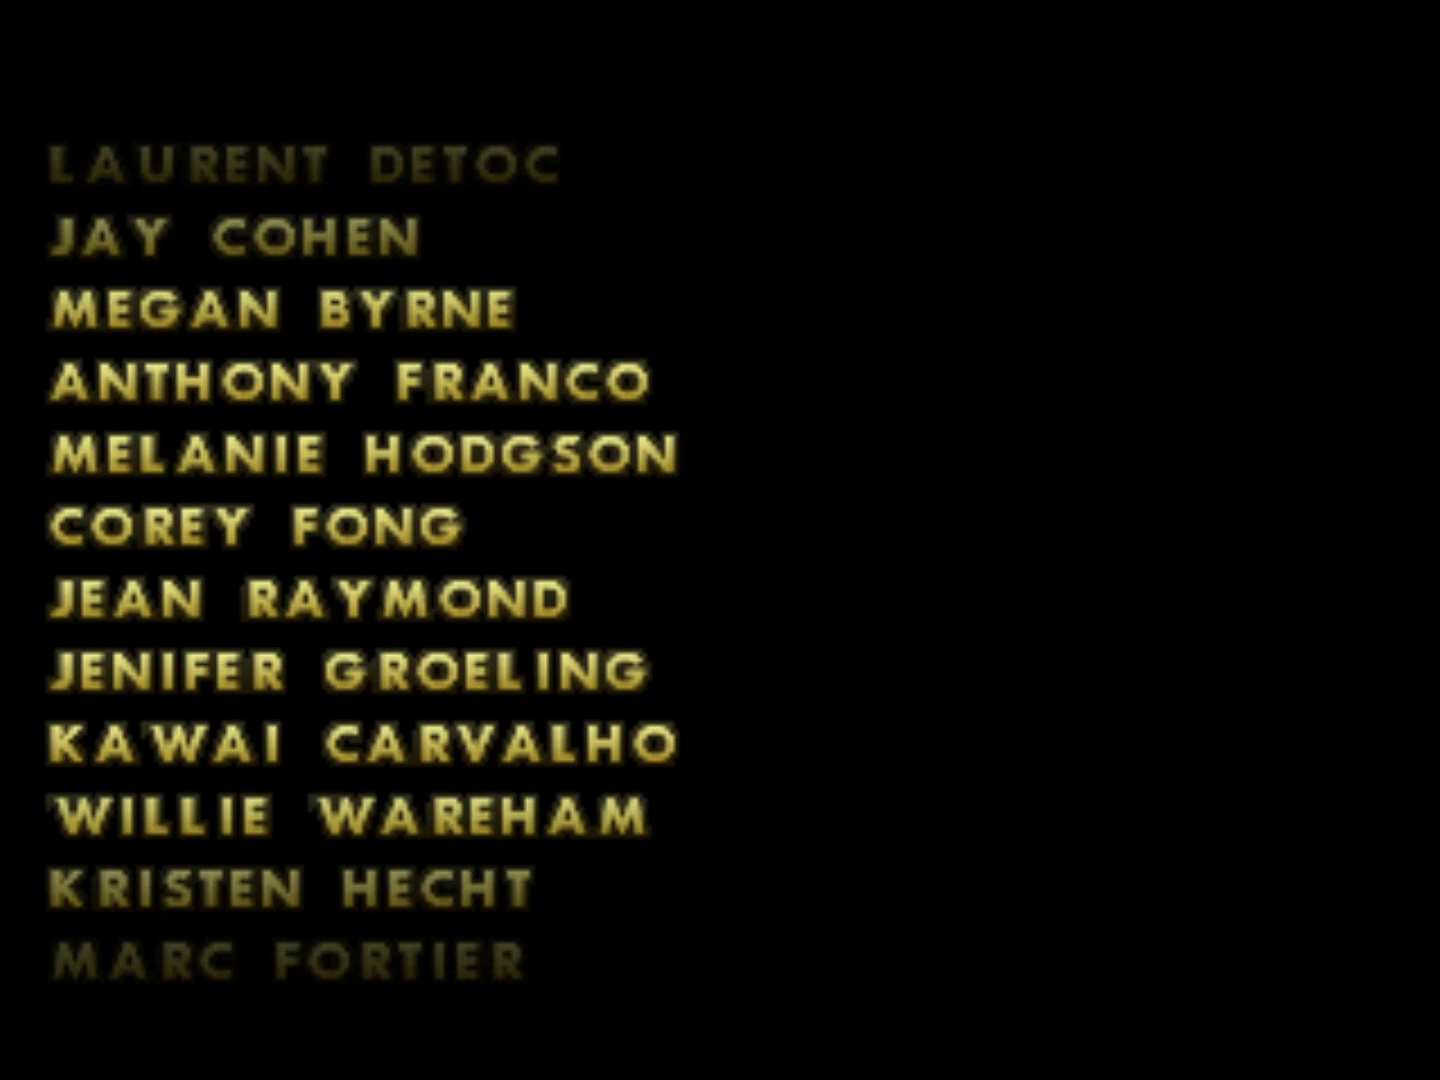 LAURENT DETOC
JAY COHEN
MEGAN BYRNE
ANTHONY FRANCO
MELANIE HODGSON
COREY FONG
JEAN RAYMOND
JENIFER GROELING
KAWAI CARVALHO
WILLIE WAREHAM
KRISTEN HECHT
MARC FORTIER